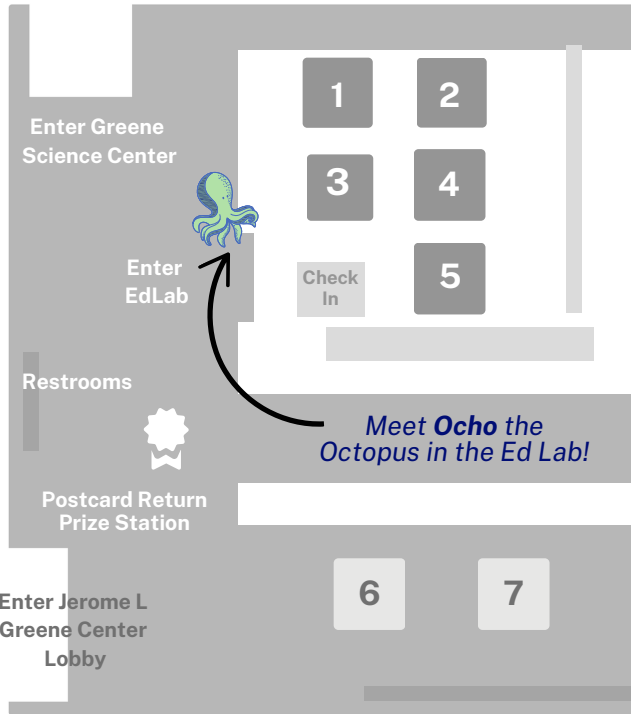 1
2
Enter Greene
Science Center
3
4
Enter
EdLab
Check
In
5
Restrooms
Meet Ocho the
Octopus in the Ed Lab!
Postcard Return
Prize Station
6
7
Enter Jerome L
Greene Center
Lobby